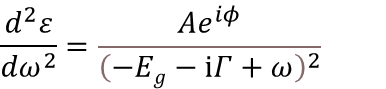 d²ε/dω² = Ae^{iϕ}/(−E_g − iΓ + ω)²